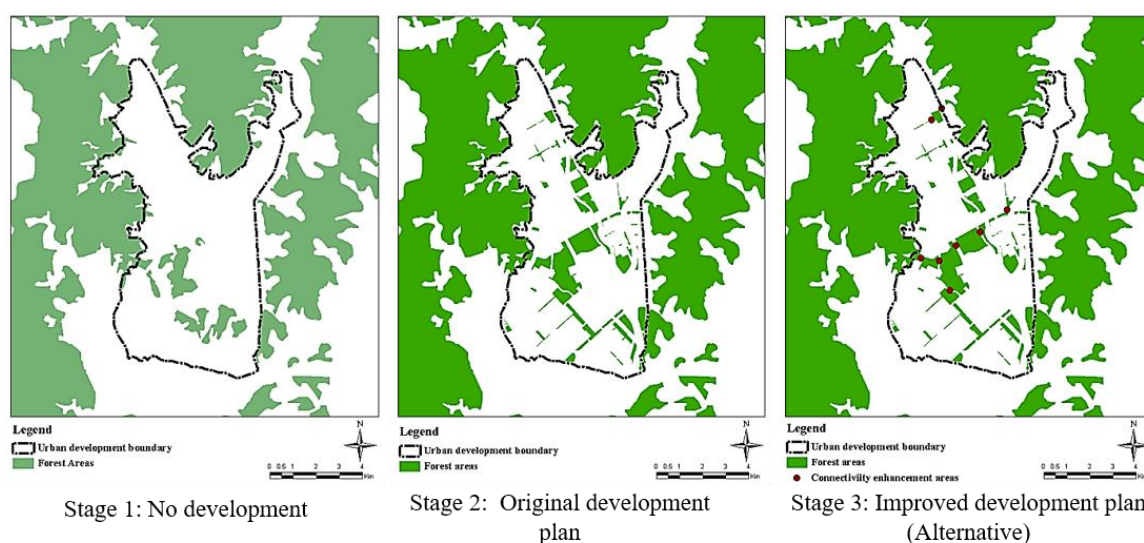 Legend
Urban development boundary
Forest Areas
N
0 0.5 1 2 3 4
Km
Stage 1: No development
Legend
Urban development boundary
Forest areas
N
0 0.5 1 2 3 4
Km
Stage 2: Original development
plan
Legend
Urban development boundary
Forest areas
Connectivity enhancement areas
N
0 0.5 1 2 3 4
Km
Stage 3: Improved development plan
(Alternative)